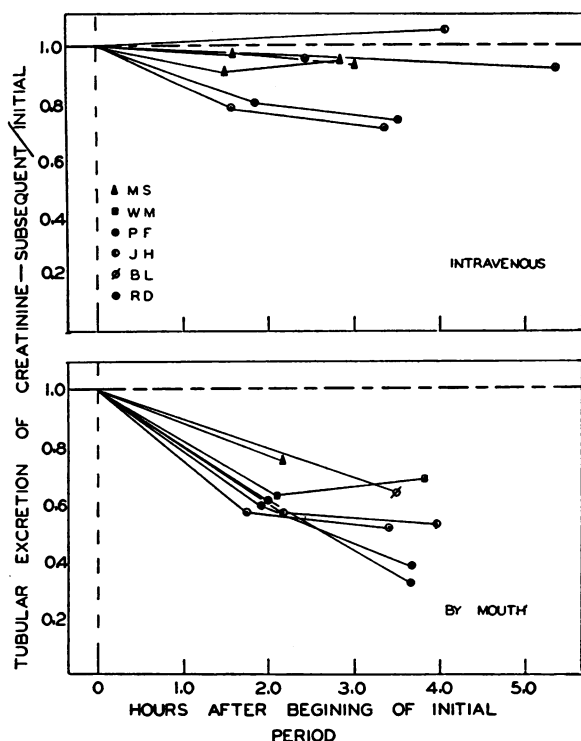 TUBULAR EXCRETION OF CREATININE—SUBSEQUENT/INITIAL
1.0
0.8
0.6
0.4
0.2
MS
WM
PF
JH
BL
RD
INTRAVENOUS
1.0
0.8
0.6
0.4
0.2
BY MOUTH
0
1.0
2.0
3.0
4.0
5.0
HOURS AFTER BEGINING OF INITIAL
PERIOD